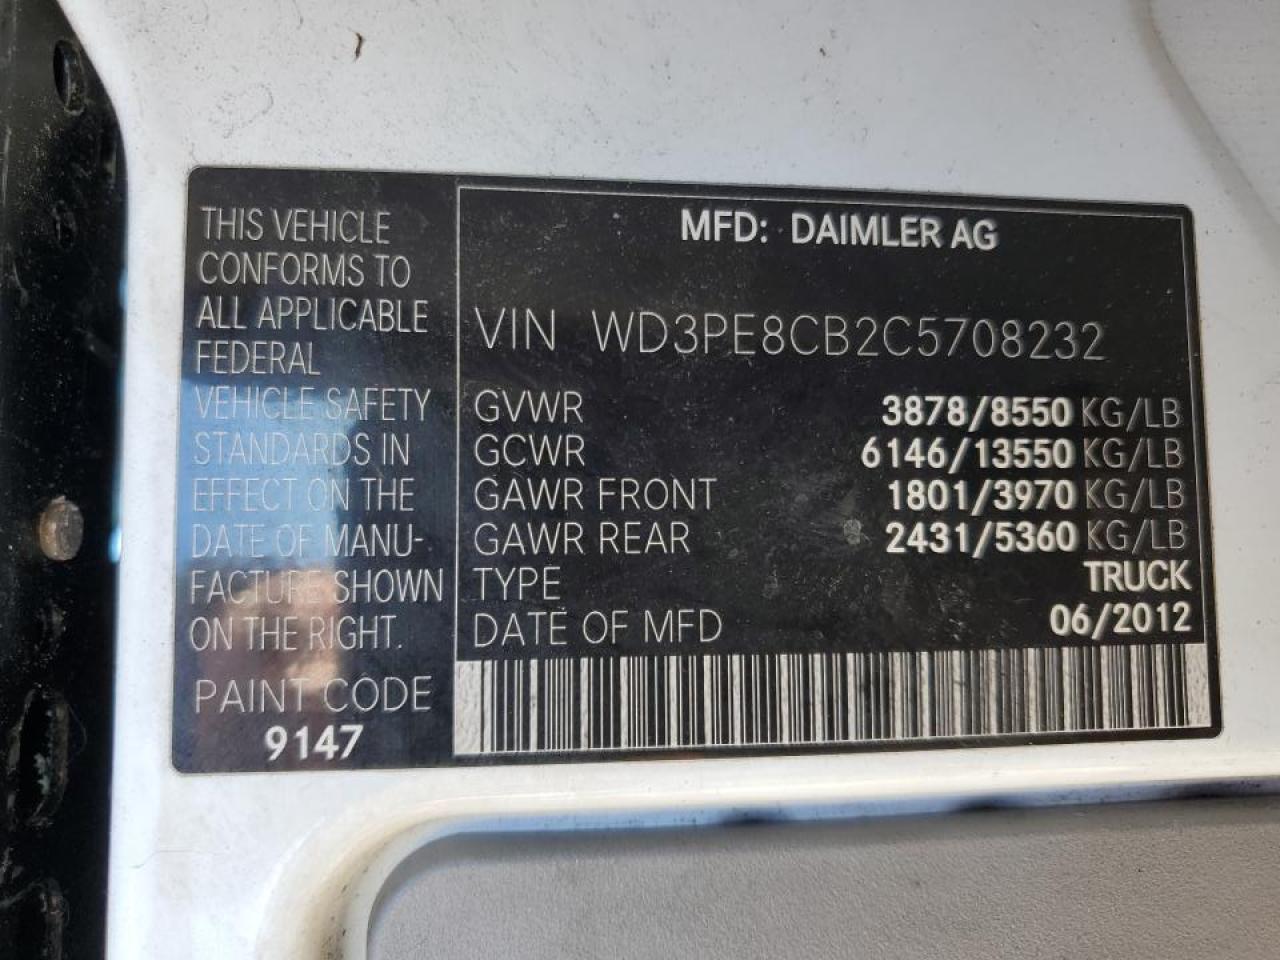 THIS VEHICLE
CONFORMS TO
ALL APPLICABLE
FEDERAL
VEHICLE SAFETY
STANDARDS IN
EFFECT ON THE
DATE OF MANU-
FACTURE SHOWN
ON THE RIGHT.
PAINT CODE
9147
MFD: DAIMLER AG
VIN WD3PE8CB2C5708232
GVWR 3878/8550 KG/LB
GCWR 6146/13550 KG/LB
GAWR FRONT 1801/3970 KG/LB
GAWR REAR 2431/5360 KG/LB
TYPE TRUCK
DATE OF MFD 06/2012